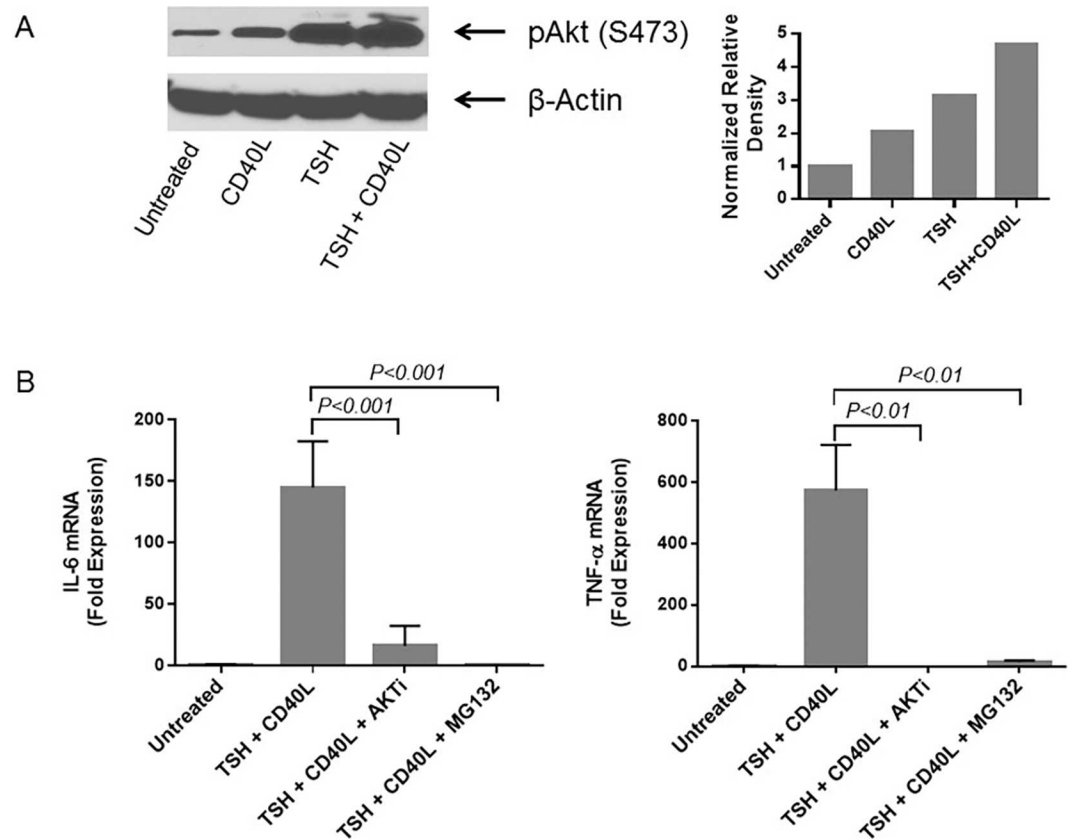 A
pAkt (S473)
β-Actin
Untreated
CD40L
TSH
TSH + CD40L
Normalized Relative
Density
5
4
3
2
1
0
Untreated
CD40L
TSH
TSH+CD40L
B
P<0.001
P<0.001
IL-6 mRNA
(Fold Expression)
200
150
100
50
0
Untreated
TSH + CD40L
TSH + CD40L + AKTi
TSH + CD40L + MG132
P<0.01
P<0.01
TNF-α mRNA
(Fold Expression)
800
600
400
200
0
Untreated
TSH + CD40L
TSH + CD40L + AKTi
TSH + CD40L + MG132